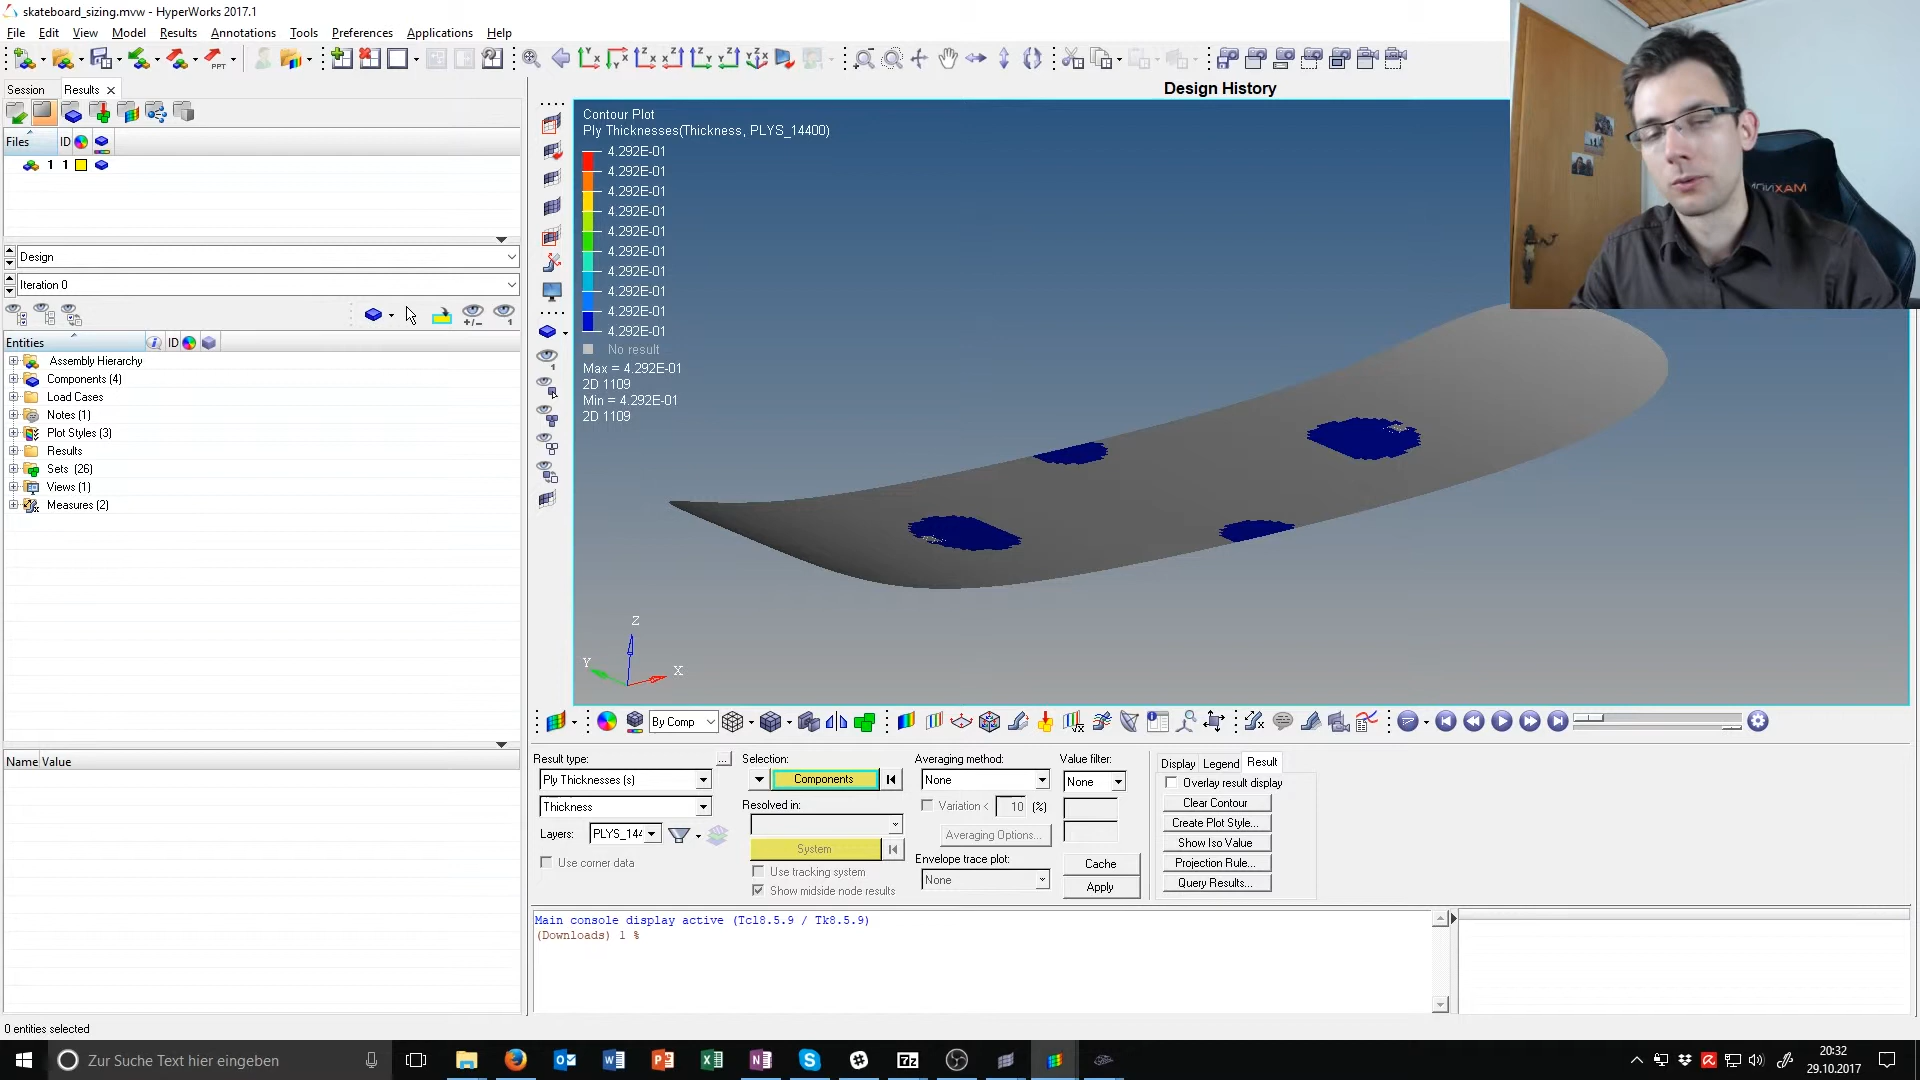 skateboard_sizing.mvw - HyperWorks 2017.1
File Edit View Model Results Annotations Tools Preferences Applications Help
Session Results
Files ID
1 1
Design
Iteration 0
Entities ID
Assembly Hierarchy
Components (4)
Load Cases
Notes (1)
Plot Styles (3)
Results
Sets (26)
Views (1)
Measures (2)
Name Value
0 entities selected
Design History
Contour Plot
Ply Thicknesses(Thickness, PLYS_14400)
4.292E-01
4.292E-01
4.292E-01
4.292E-01
4.292E-01
4.292E-01
4.292E-01
4.292E-01
4.292E-01
4.292E-01
No result
Max = 4.292E-01
2D 1109
Min = 4.292E-01
2D 1109
Z
Y
X
By Comp
Result type:
Ply Thicknesses (s)
Thickness
Layers: PLYS_144
Use corner data
Selection:
Components
Resolved in:
System
Use tracking system
Show midside node results
Averaging method:
None
Variation < 10 (%)
Averaging Options...
Envelope trace plot:
None
Value filter:
None
Cache
Apply
Display Legend Result
Overlay result display
Clear Contour
Create Plot Style...
Show Iso Value
Projection Rule...
Query Results...
Main console display active (Tcl8.5.9 / Tk8.5.9)
(Downloads) 1 %
Zur Suche Text hier eingeben
20:32
29.10.2017